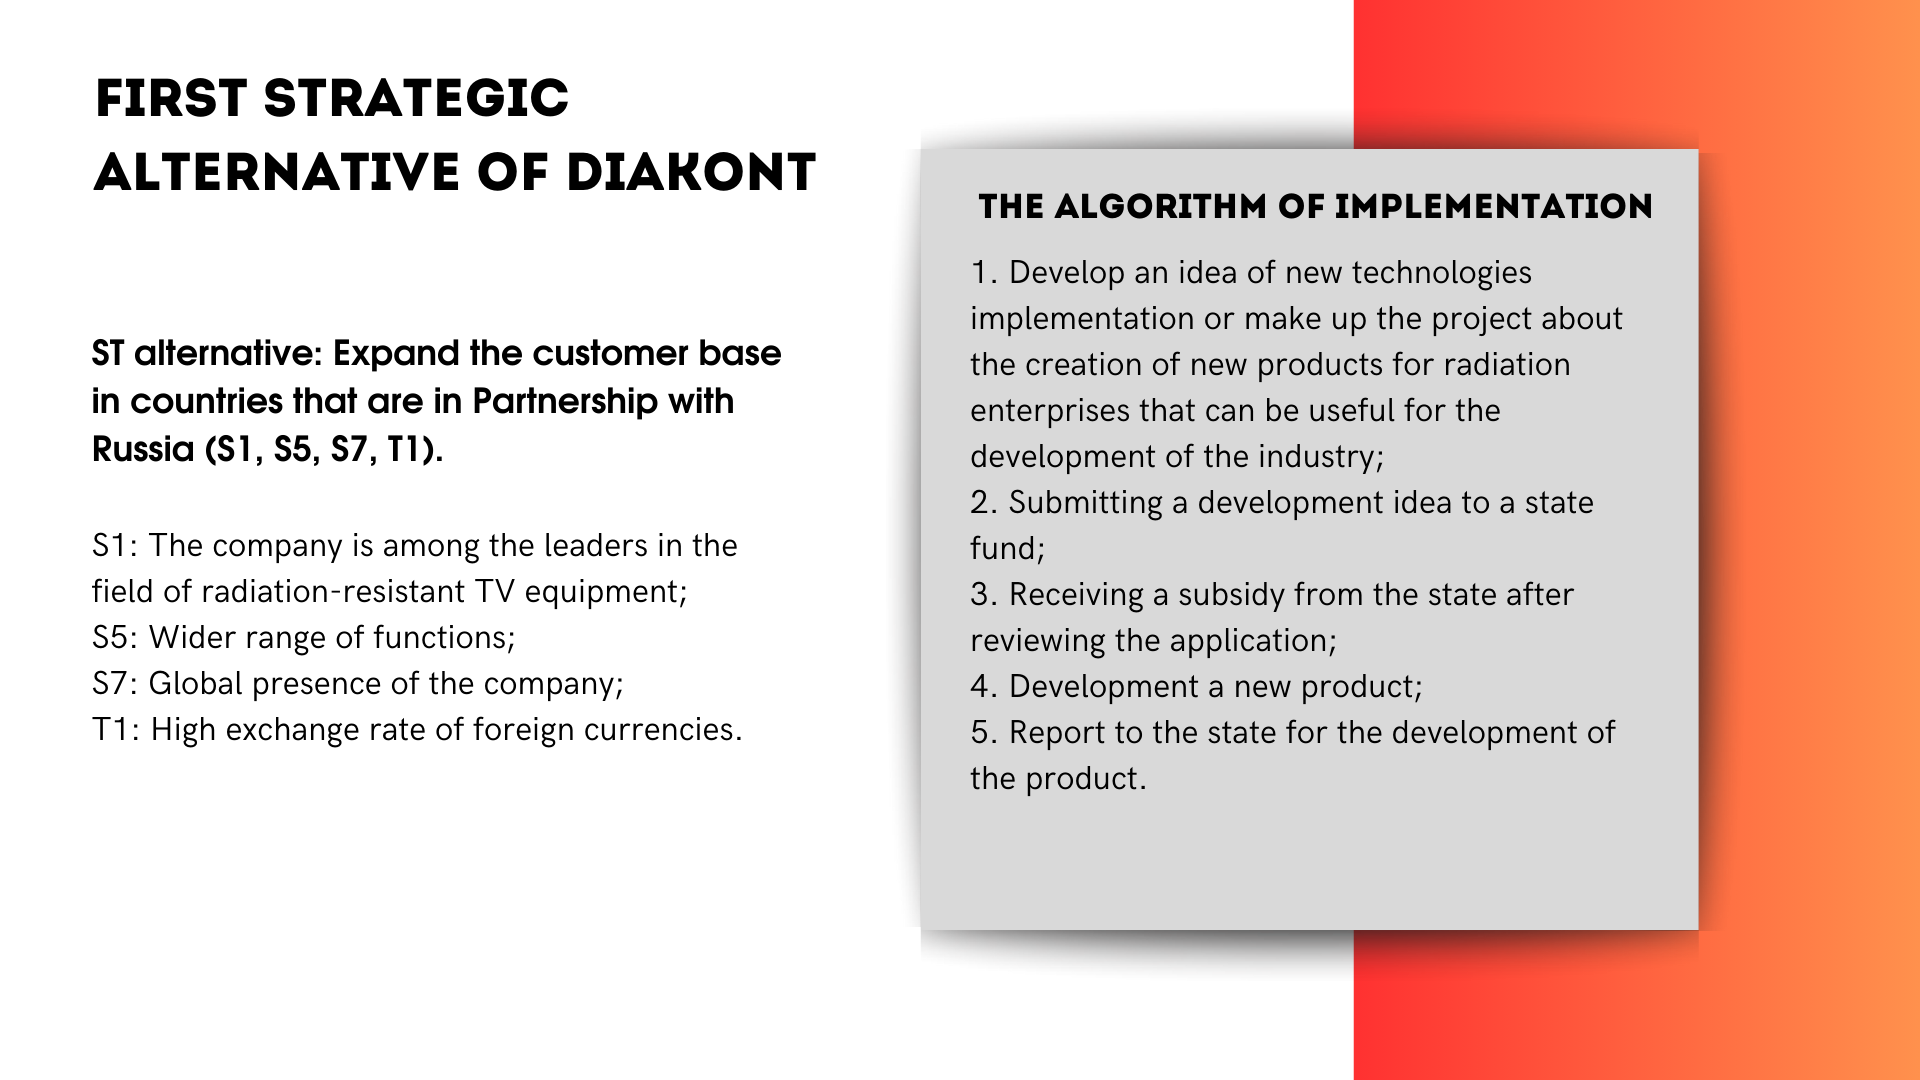 FIRST STRATEGIC
ALTERNATIVE OF DIAKONT
ST alternative: Expand the customer base
in countries that are in Partnership with
Russia (S1, S5, S7, T1).
S1: The company is among the leaders in the
field of radiation-resistant TV equipment;
S5: Wider range of functions;
S7: Global presence of the company;
T1: High exchange rate of foreign currencies.
THE ALGORITHM OF IMPLEMENTATION
1. Develop an idea of new technologies
implementation or make up the project about
the creation of new products for radiation
enterprises that can be useful for the
development of the industry;
2. Submitting a development idea to a state
fund;
3. Receiving a subsidy from the state after
reviewing the application;
4. Development a new product;
5. Report to the state for the development of
the product.